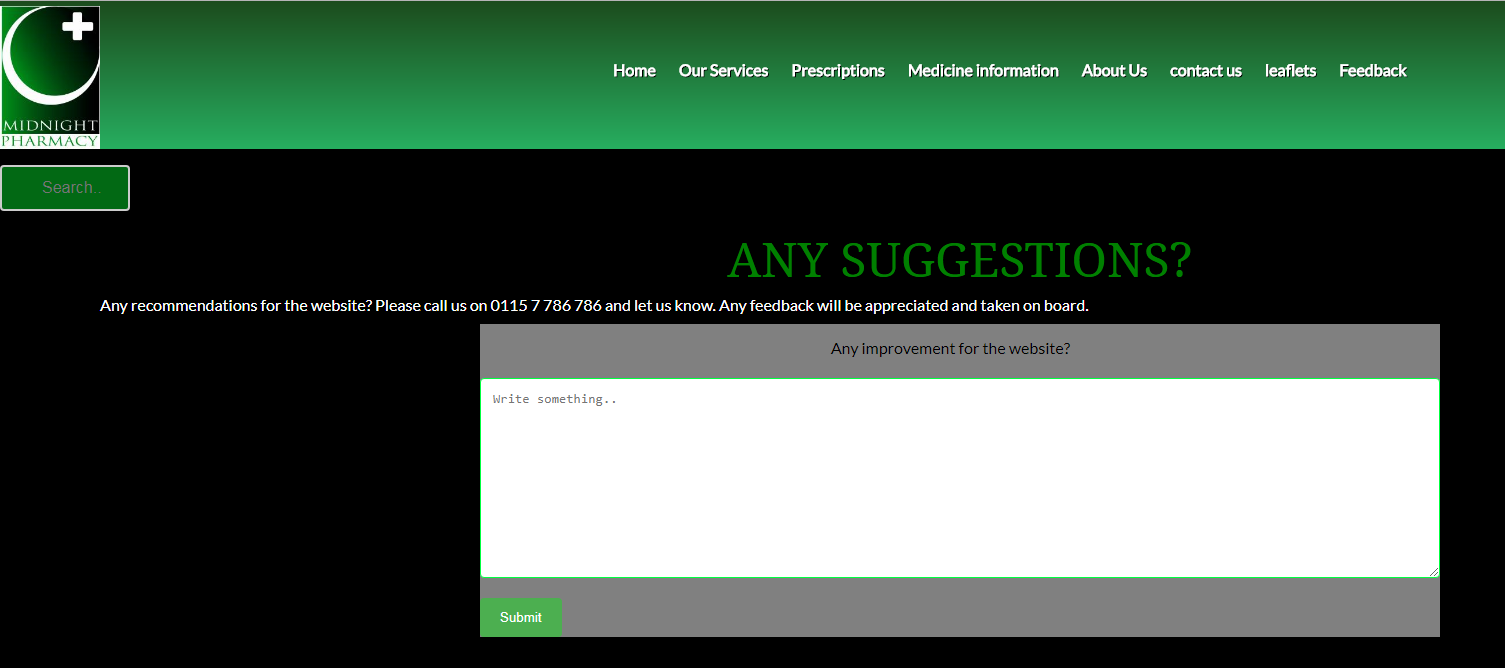 MIDNIGHT
PHARMACY
Home Our Services Prescriptions Medicine information About Us contact us leaflets Feedback
Search..
ANY SUGGESTIONS?
Any recommendations for the website? Please call us on 0115 7 786 786 and let us know. Any feedback will be appreciated and taken on board.
Any improvement for the website?
Write something..
Submit